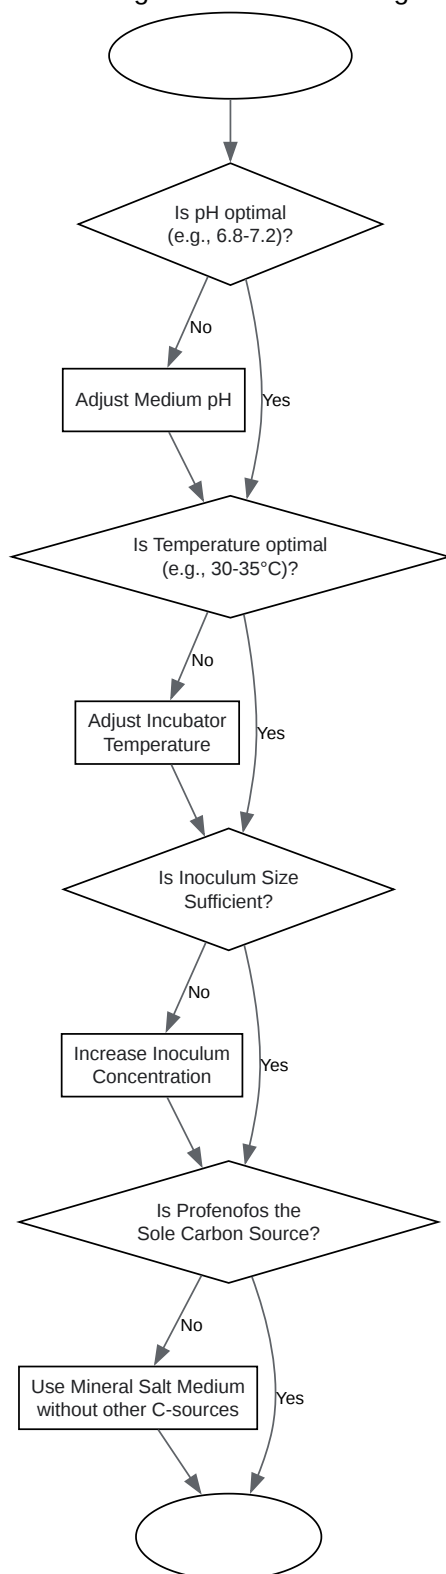 Is pH optimal
(e.g., 6.8-7.2)?
No
Adjust Medium pH
Yes
Is Temperature optimal
(e.g., 30-35°C)?
No
Adjust Incubator
Temperature
Yes
Is Inoculum Size
Sufficient?
No
Increase Inoculum
Concentration
Yes
Is Profenofos the
Sole Carbon Source?
No
Use Mineral Salt Medium
without other C-sources
Yes